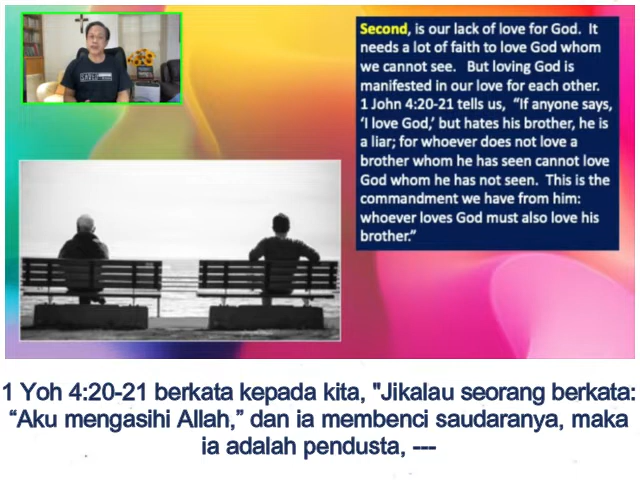 Second, is our lack of love for God. It
needs a lot of faith to love God whom
we cannot see. But loving God is
manifested in our love for each other.
1 John 4:20-21 tells us, “If anyone says,
‘I love God,’ but hates his brother, he is
a liar; for whoever does not love a
brother whom he has seen cannot love
God whom he has not seen. This is the
commandment we have from him:
whoever loves God must also love his
brother.”
1 Yoh 4:20-21 berkata kepada kita, "Jikalau seorang berkata:
“Aku mengasihi Allah,” dan ia membenci saudaranya, maka
ia adalah pendusta, ---